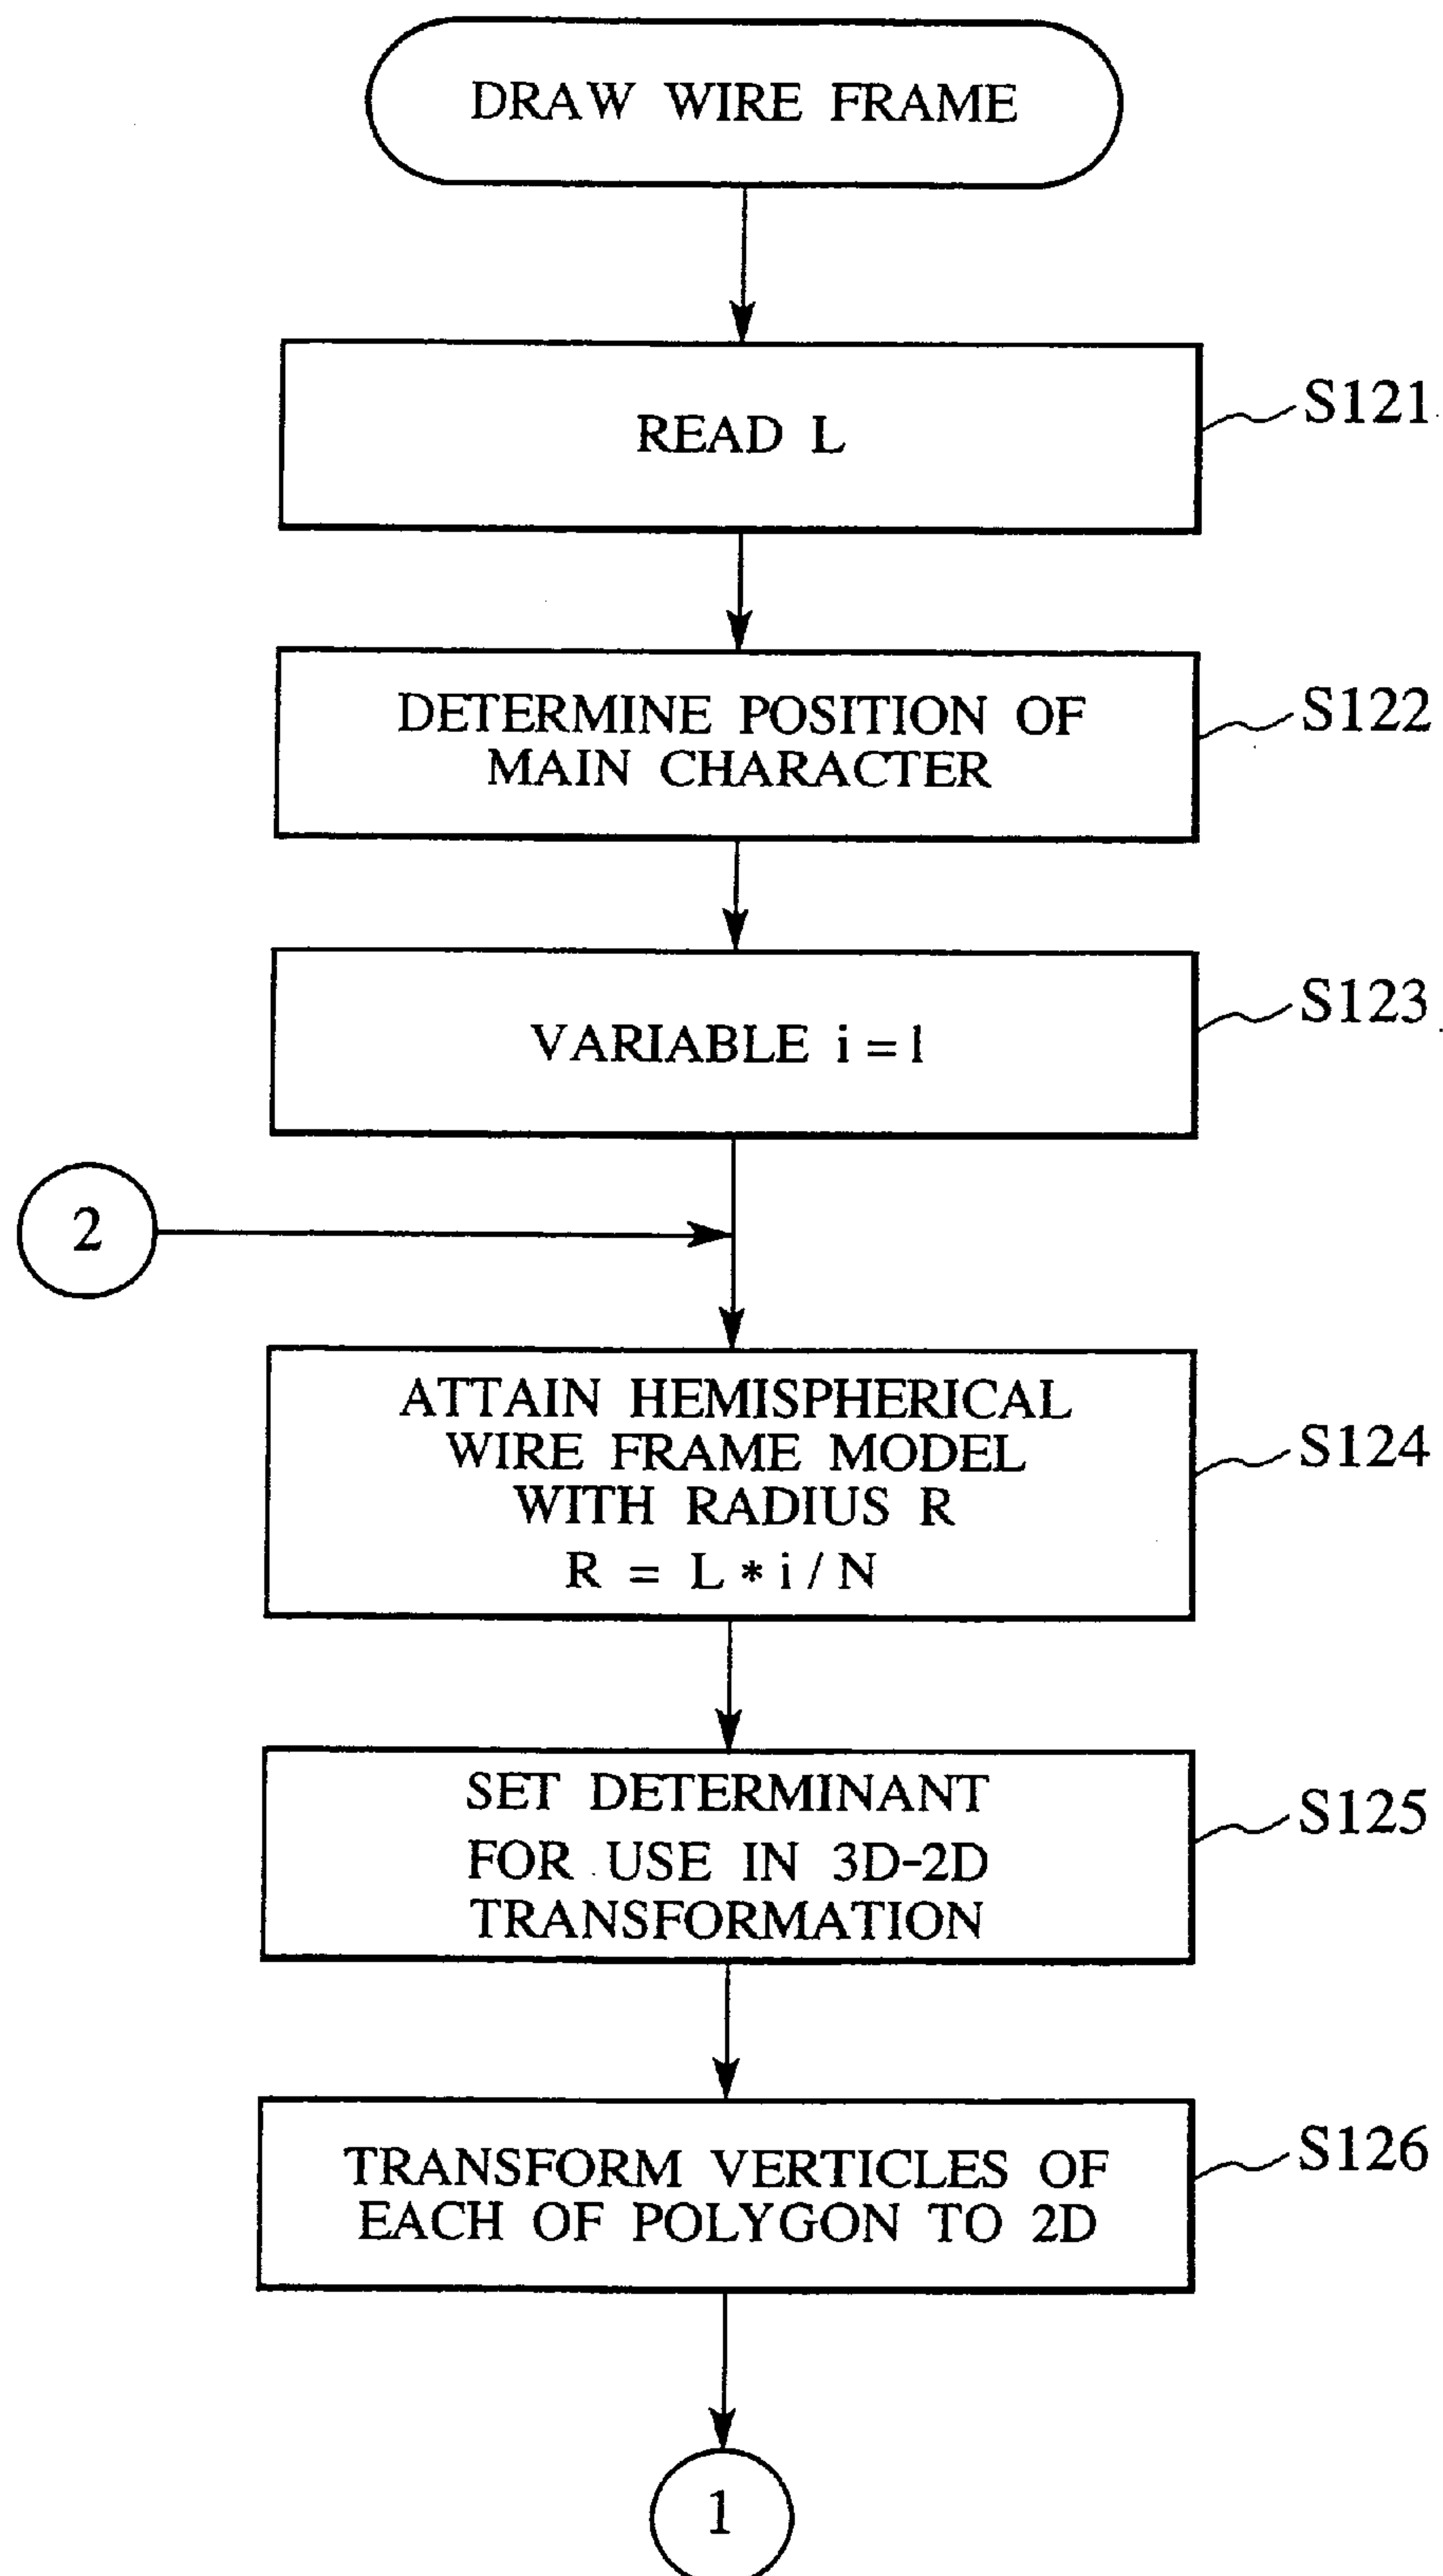 DRAW WIRE FRAME
READ L
S121
DETERMINE POSITION OF
MAIN CHARACTER
S122
VARIABLE i = 1
S123
2
ATTAIN HEMISPHERICAL
WIRE FRAME MODEL
WITH RADIUS R
R = L * i / N
S124
SET DETERMINANT
FOR USE IN 3D-2D
TRANSFORMATION
S125
TRANSFORM VERTICLES OF
EACH OF POLYGON TO 2D
S126
1